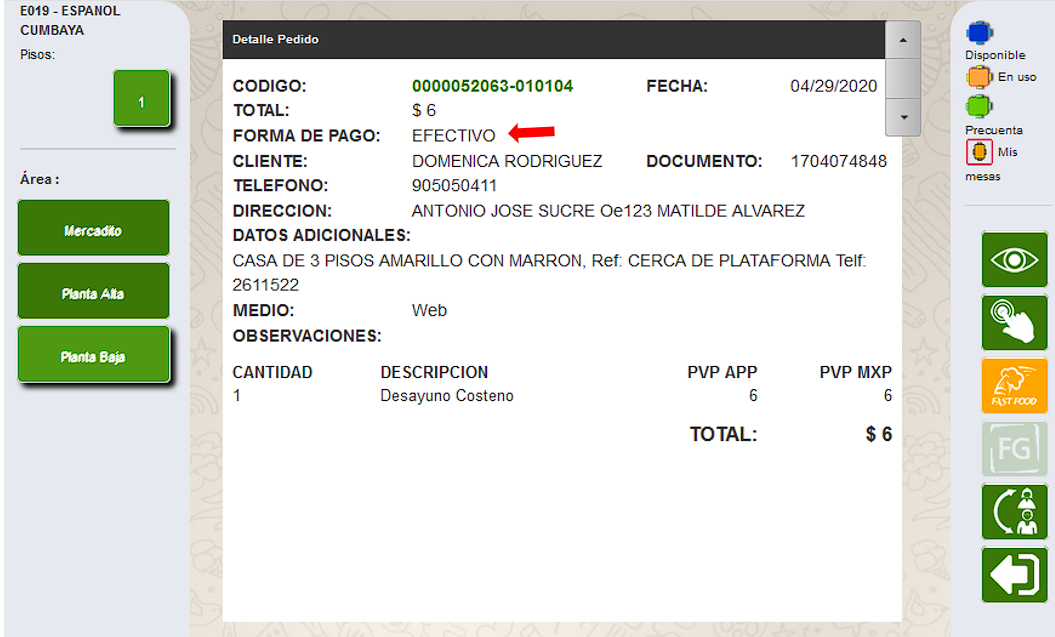 E019 - ESPANOL
CUMBAYA
Pisos:
1
Área :
Mercadito
Planta Alta
Planta Baja
Detalle Pedido
CODIGO: 0000052063-010104 FECHA: 04/29/2020
TOTAL: $ 6
FORMA DE PAGO: EFECTIVO
CLIENTE: DOMENICA RODRIGUEZ DOCUMENTO: 1704074848
TELEFONO: 905050411
DIRECCION: ANTONIO JOSE SUCRE Oe123 MATILDE ALVAREZ
DATOS ADICIONALES:
CASA DE 3 PISOS AMARILLO CON MARRON, Ref: CERCA DE PLATAFORMA Telf:
2611522
MEDIO: Web
OBSERVACIONES:
CANTIDAD DESCRIPCION PVP APP PVP MXP
1 Desayuno Costeno 6 6
TOTAL: $ 6
Disponible
En uso
Precuenta
Mis
mesas
FAST FOOD
FG